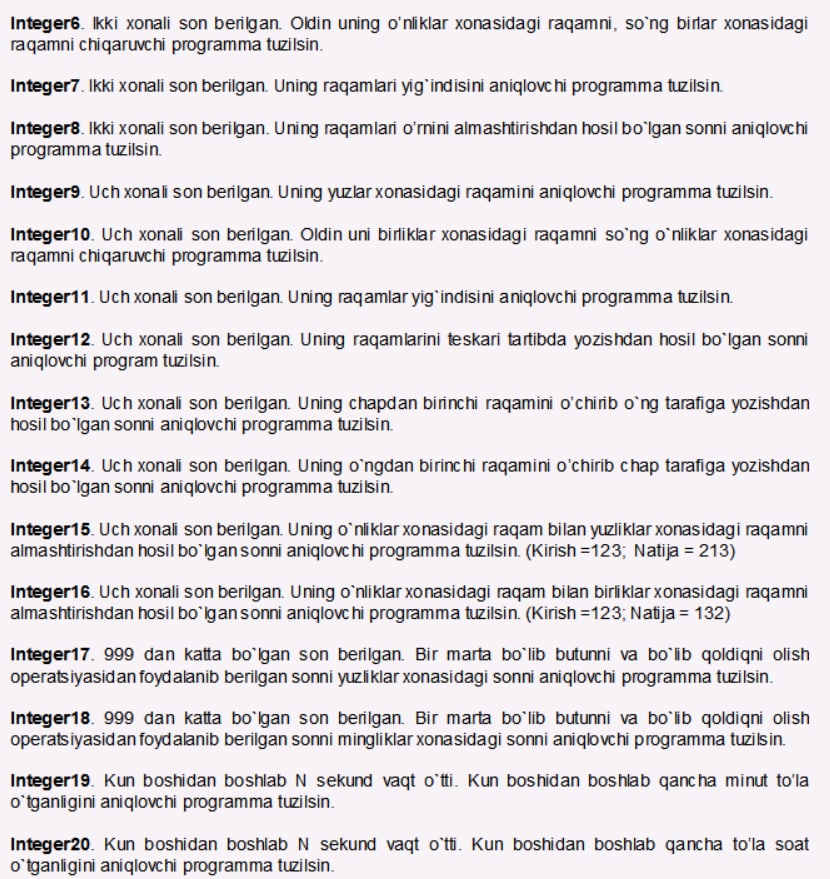 Integer6. Ikki xonali son berilgan. Oldin uning o'nliklar xonasidagi raqamni, so`ng birlar xonasidagi
raqamni chiqaruvchi programma tuzilsin.
Integer7. Ikki xonali son berilgan. Uning raqamlari yig`indisini aniqlovchi programma tuzilsin.
Integer8. Ikki xonali son berilgan. Uning raqamlari o'rnini almashtirishdan hosil bo`lgan sonni aniqlovchi
programma tuzilsin.
Integer9. Uch xonali son berilgan. Uning yuzlar xonasidagi raqamini aniqlovchi programma tuzilsin.
Integer10. Uch xonali son berilgan. Oldin uni birliklar xonasidagi raqamni so`ng o`nliklar xonasidagi
raqamni chiqaruvchi programma tuzilsin.
Integer11. Uch xonali son berilgan. Uning raqamlar yig`indisini aniqlovchi programma tuzilsin.
Integer12. Uch xonali son berilgan. Uning raqamlarini teskari tartibda yozishdan hosil bo`lgan sonni
aniqlovchi program tuzilsin.
Integer13. Uch xonali son berilgan. Uning chapdan birinchi raqamini o'chirib o`ng tarafiga yozishdan
hosil bo`lgan sonni aniqlovchi programma tuzilsin.
Integer14. Uch xonali son berilgan. Uning o`ngdan birinchi raqamini o'chirib chap tarafiga yozishdan
hosil bo`lgan sonni aniqlovchi programma tuzilsin.
Integer15. Uch xonali son berilgan. Uning o`nliklar xonasidagi raqam bilan yuzliklar xonasidagi raqamni
almashtirishdan hosil bo`lgan sonni aniqlovchi programma tuzilsin. (Kirish =123; Natija = 213)
Integer16. Uch xonali son berilgan. Uning o`nliklar xonasidagi raqam bilan birliklar xonasidagi raqamni
almashtirishdan hosil bo`lgan sonni aniqlovchi programma tuzilsin. (Kirish =123; Natija = 132)
Integer17. 999 dan katta bo`lgan son berilgan. Bir marta bo`lib butunni va bo`lib qoldiqni olish
operatsiyasidan foydalanib berilgan sonni yuzliklar xonasidagi sonni aniqlovchi programma tuzilsin.
Integer18. 999 dan katta bo`lgan son berilgan. Bir marta bo`lib butunni va bo`lib qoldiqni olish
operatsiyasidan foydalanib berilgan sonni mingliklar xonasidagi sonni aniqlovchi programma tuzilsin.
Integer19. Kun boshidan boshlab N sekund vaqt o`tti. Kun boshidan boshlab qancha minut to'la
o`tganligini aniqlovchi programma tuzilsin.
Integer20. Kun boshidan boshlab N sekund vaqt o`tti. Kun boshidan boshlab qancha to'la soat
o`tganligini aniqlovchi programma tuzilsin.